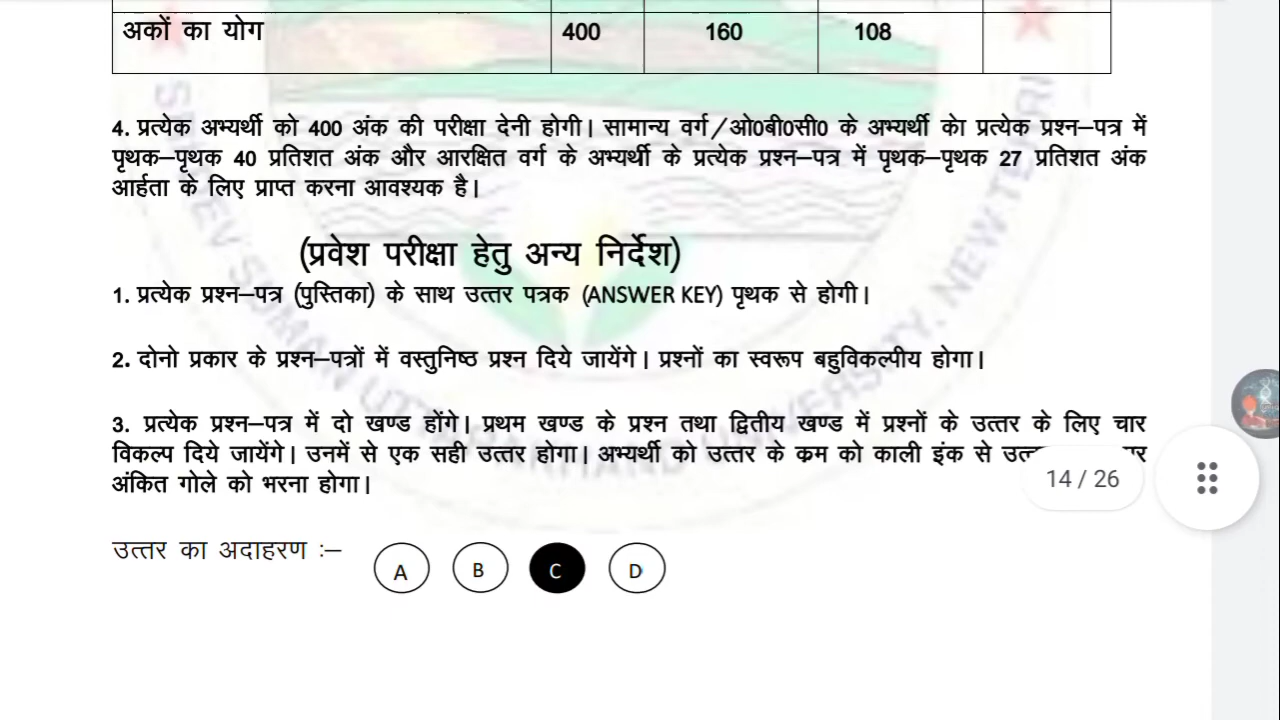 अकों का योग 400 160 108
4. प्रत्येक अभ्यर्थी को 400 अंक की परीक्षा देनी होगी। सामान्य वर्ग/ओ0बी0सी0 के अभ्यर्थी केा प्रत्येक प्रश्न–पत्र में
पृथक–पृथक 40 प्रतिशत अंक और आरक्षित वर्ग के अभ्यर्थी के प्रत्येक प्रश्न–पत्र में पृथक–पृथक 27 प्रतिशत अंक
आर्हता के लिए प्राप्त करना आवश्यक है।
(प्रवेश परीक्षा हेतु अन्य निर्देश)
1. प्रत्येक प्रश्न–पत्र (पुस्तिका) के साथ उत्तर पत्रक (ANSWER KEY) पृथक से होगी।
2. दोनो प्रकार के प्रश्न–पत्रों में वस्तुनिष्ठ प्रश्न दिये जायेंगे। प्रश्नों का स्वरूप बहुविकल्पीय होगा।
3. प्रत्येक प्रश्न–पत्र में दो खण्ड होंगे। प्रथम खण्ड के प्रश्न तथा द्वितीय खण्ड में प्रश्नों के उत्तर के लिए चार
विकल्प दिये जायेंगे। उनमें से एक सही उत्तर होगा। अभ्यर्थी को उत्तर के क्रम को काली इंक से
14 / 26
अंकित गोले को भरना होगा।
उत्तर का अदाहरण :– A B C D